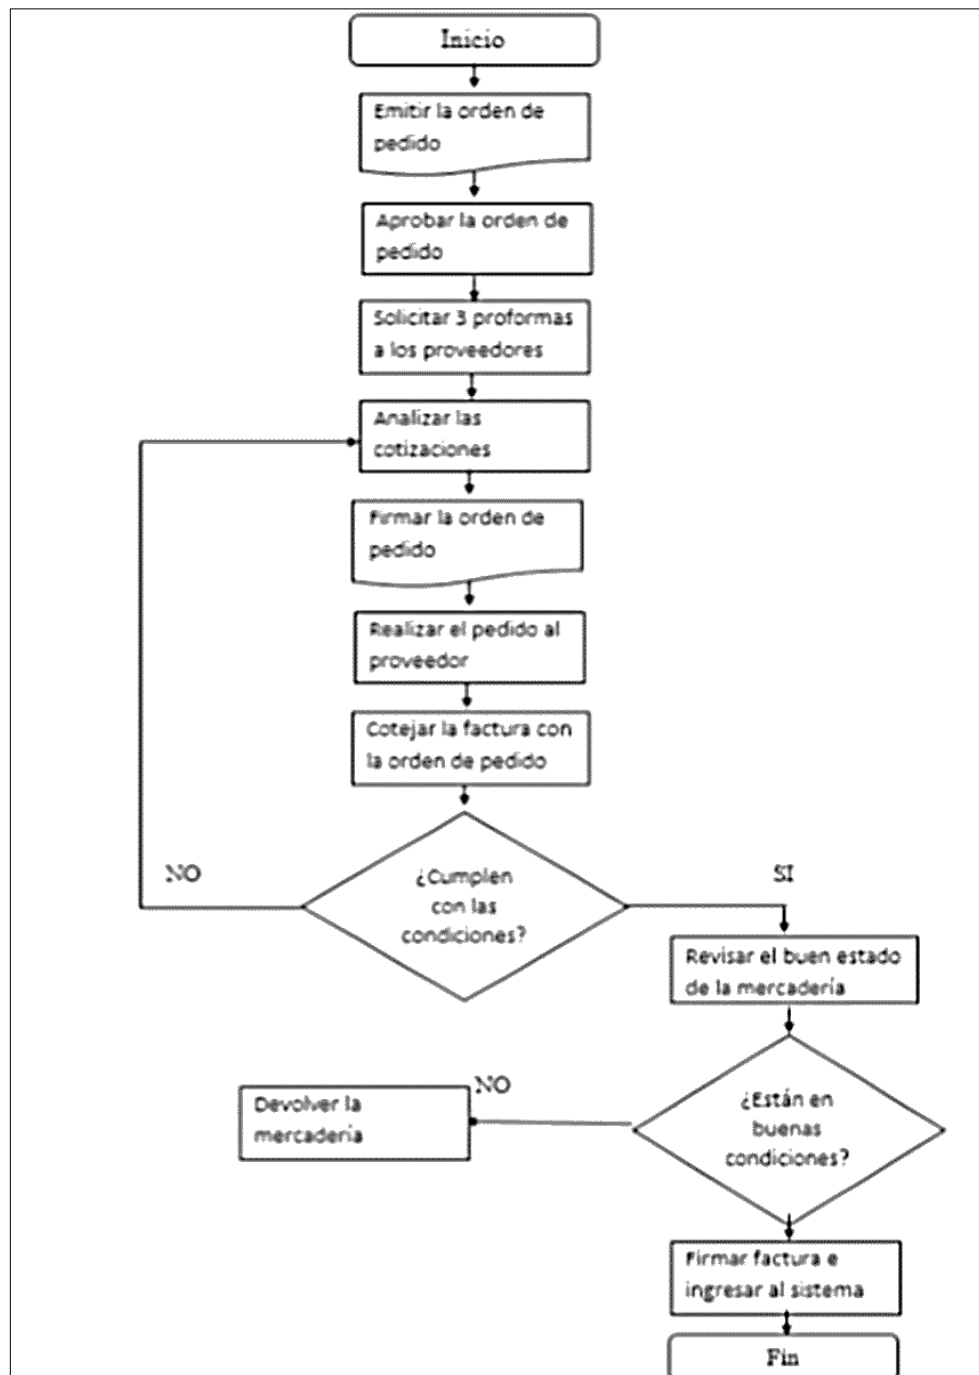 Inicio
Emitir la orden de
pedido
Aprobar la orden de
pedido
Solicitar 3 proformas
a los proveedores
Analizar las
cotizaciones
Firmar la orden de
pedido
Realizar el pedido al
proveedor
Cotejar la factura con
la orden de pedido
¿Cumplen
con las
condiciones?
NO
SI
Revisar el buen estado
de la mercadería
¿Están en
buenas
condiciones?
NO
Devolver la
mercadería
Firmar factura e
ingresar al sistema
Fin